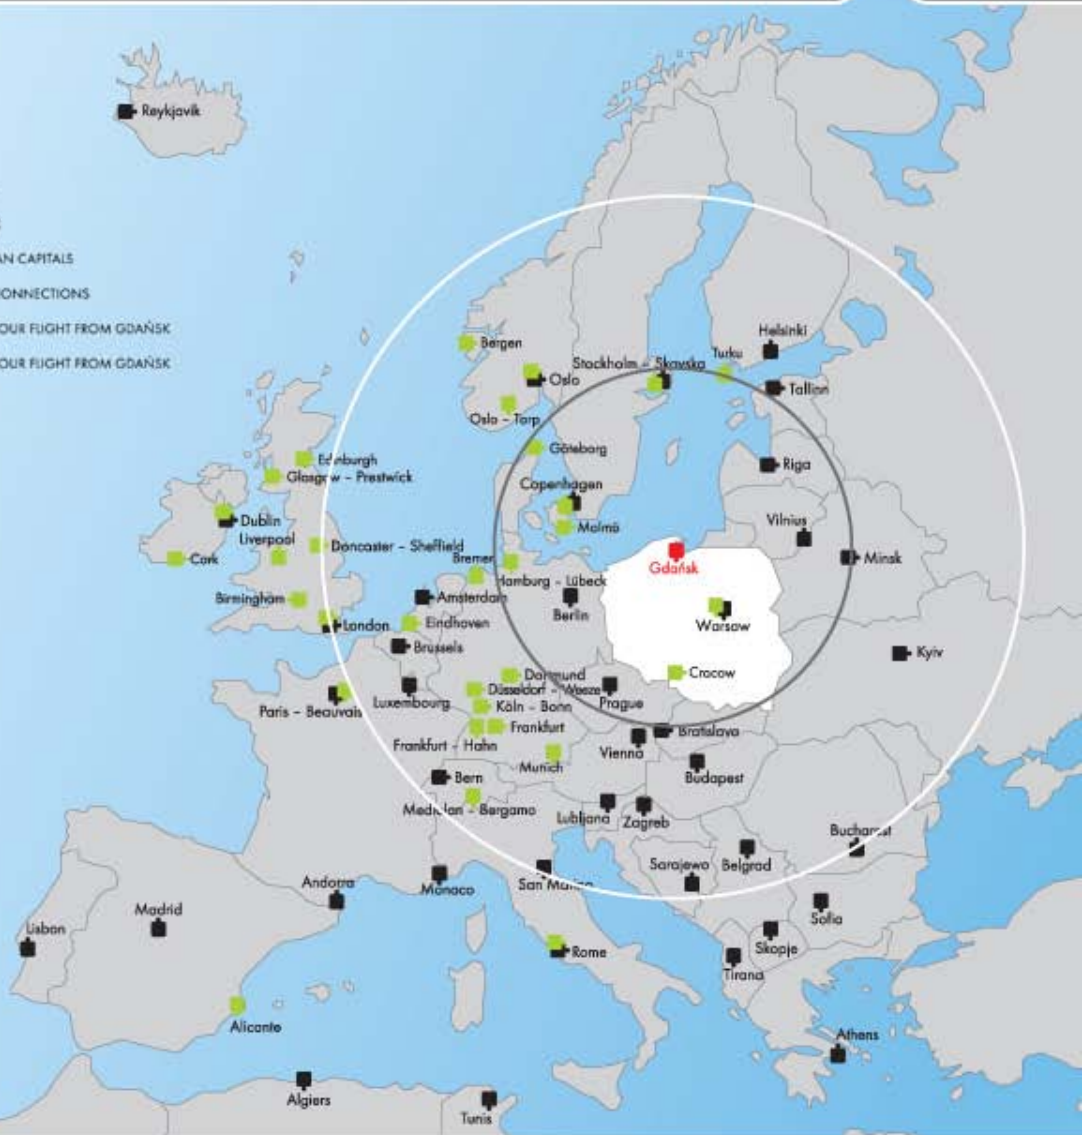 Reykjavik
AN CAPITALS
ONNECTIONS
OUR FLIGHT FROM GDAŃSK
OUR FLIGHT FROM GDAŃSK
Helsinki
Bergen
Turku
Stockholm – Skavska
Oslo
Tallinn
Oslo – Torp
Göteborg
Edinburgh
Riga
Glasgow – Prestwick
Copenhagen
Dublin
Vilnius
Malmö
Liverpool
Doncaster – Sheffield
Cork
Bremen
Minsk
Gdańsk
Hamburg – Lübeck
Birmingham
Amsterdam
Berlin
London
Eindhoven
Warsaw
Brussels
Kyiv
Cracow
Dortmund
Düsseldorf – Weeze
Luxembourg
Prague
Paris – Beauvais
Köln – Bonn
Frankfurt
Bratislava
Frankfurt – Hahn
Vienna
Munich
Bern
Budapest
Mediolan – Bergamo
Lubljana
Zagreb
Bucharest
Sarajewo
Belgrad
Andorra
Monaco
San Marino
Madrid
Sofia
Lisbon
Skopje
Rome
Tirana
Alicante
Athens
Algiers
Tunis